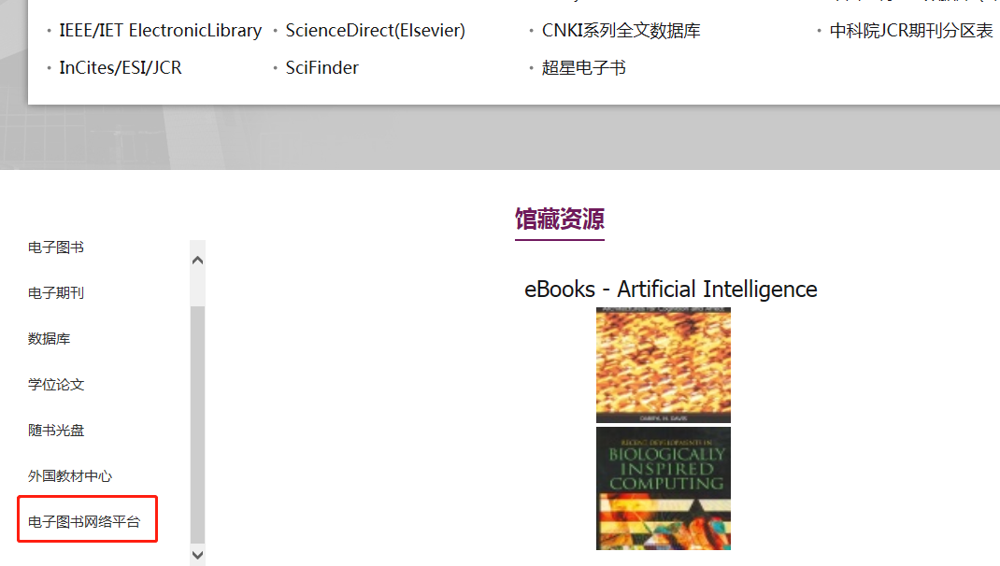 IEEE/IET ElectronicLibrary
ScienceDirect(Elsevier)
CNKI系列全文数据库
中科院JCR期刊分区表
InCites/ESI/JCR
SciFinder
超星电子书
馆藏资源
电子图书
电子期刊
数据库
学位论文
随书光盘
外国教材中心
电子图书网络平台
eBooks - Artificial Intelligence
DARRYL N. DAVIS
RECENT DEVELOPMENTS IN
BIOLOGICALLY
INSPIRED
COMPUTING